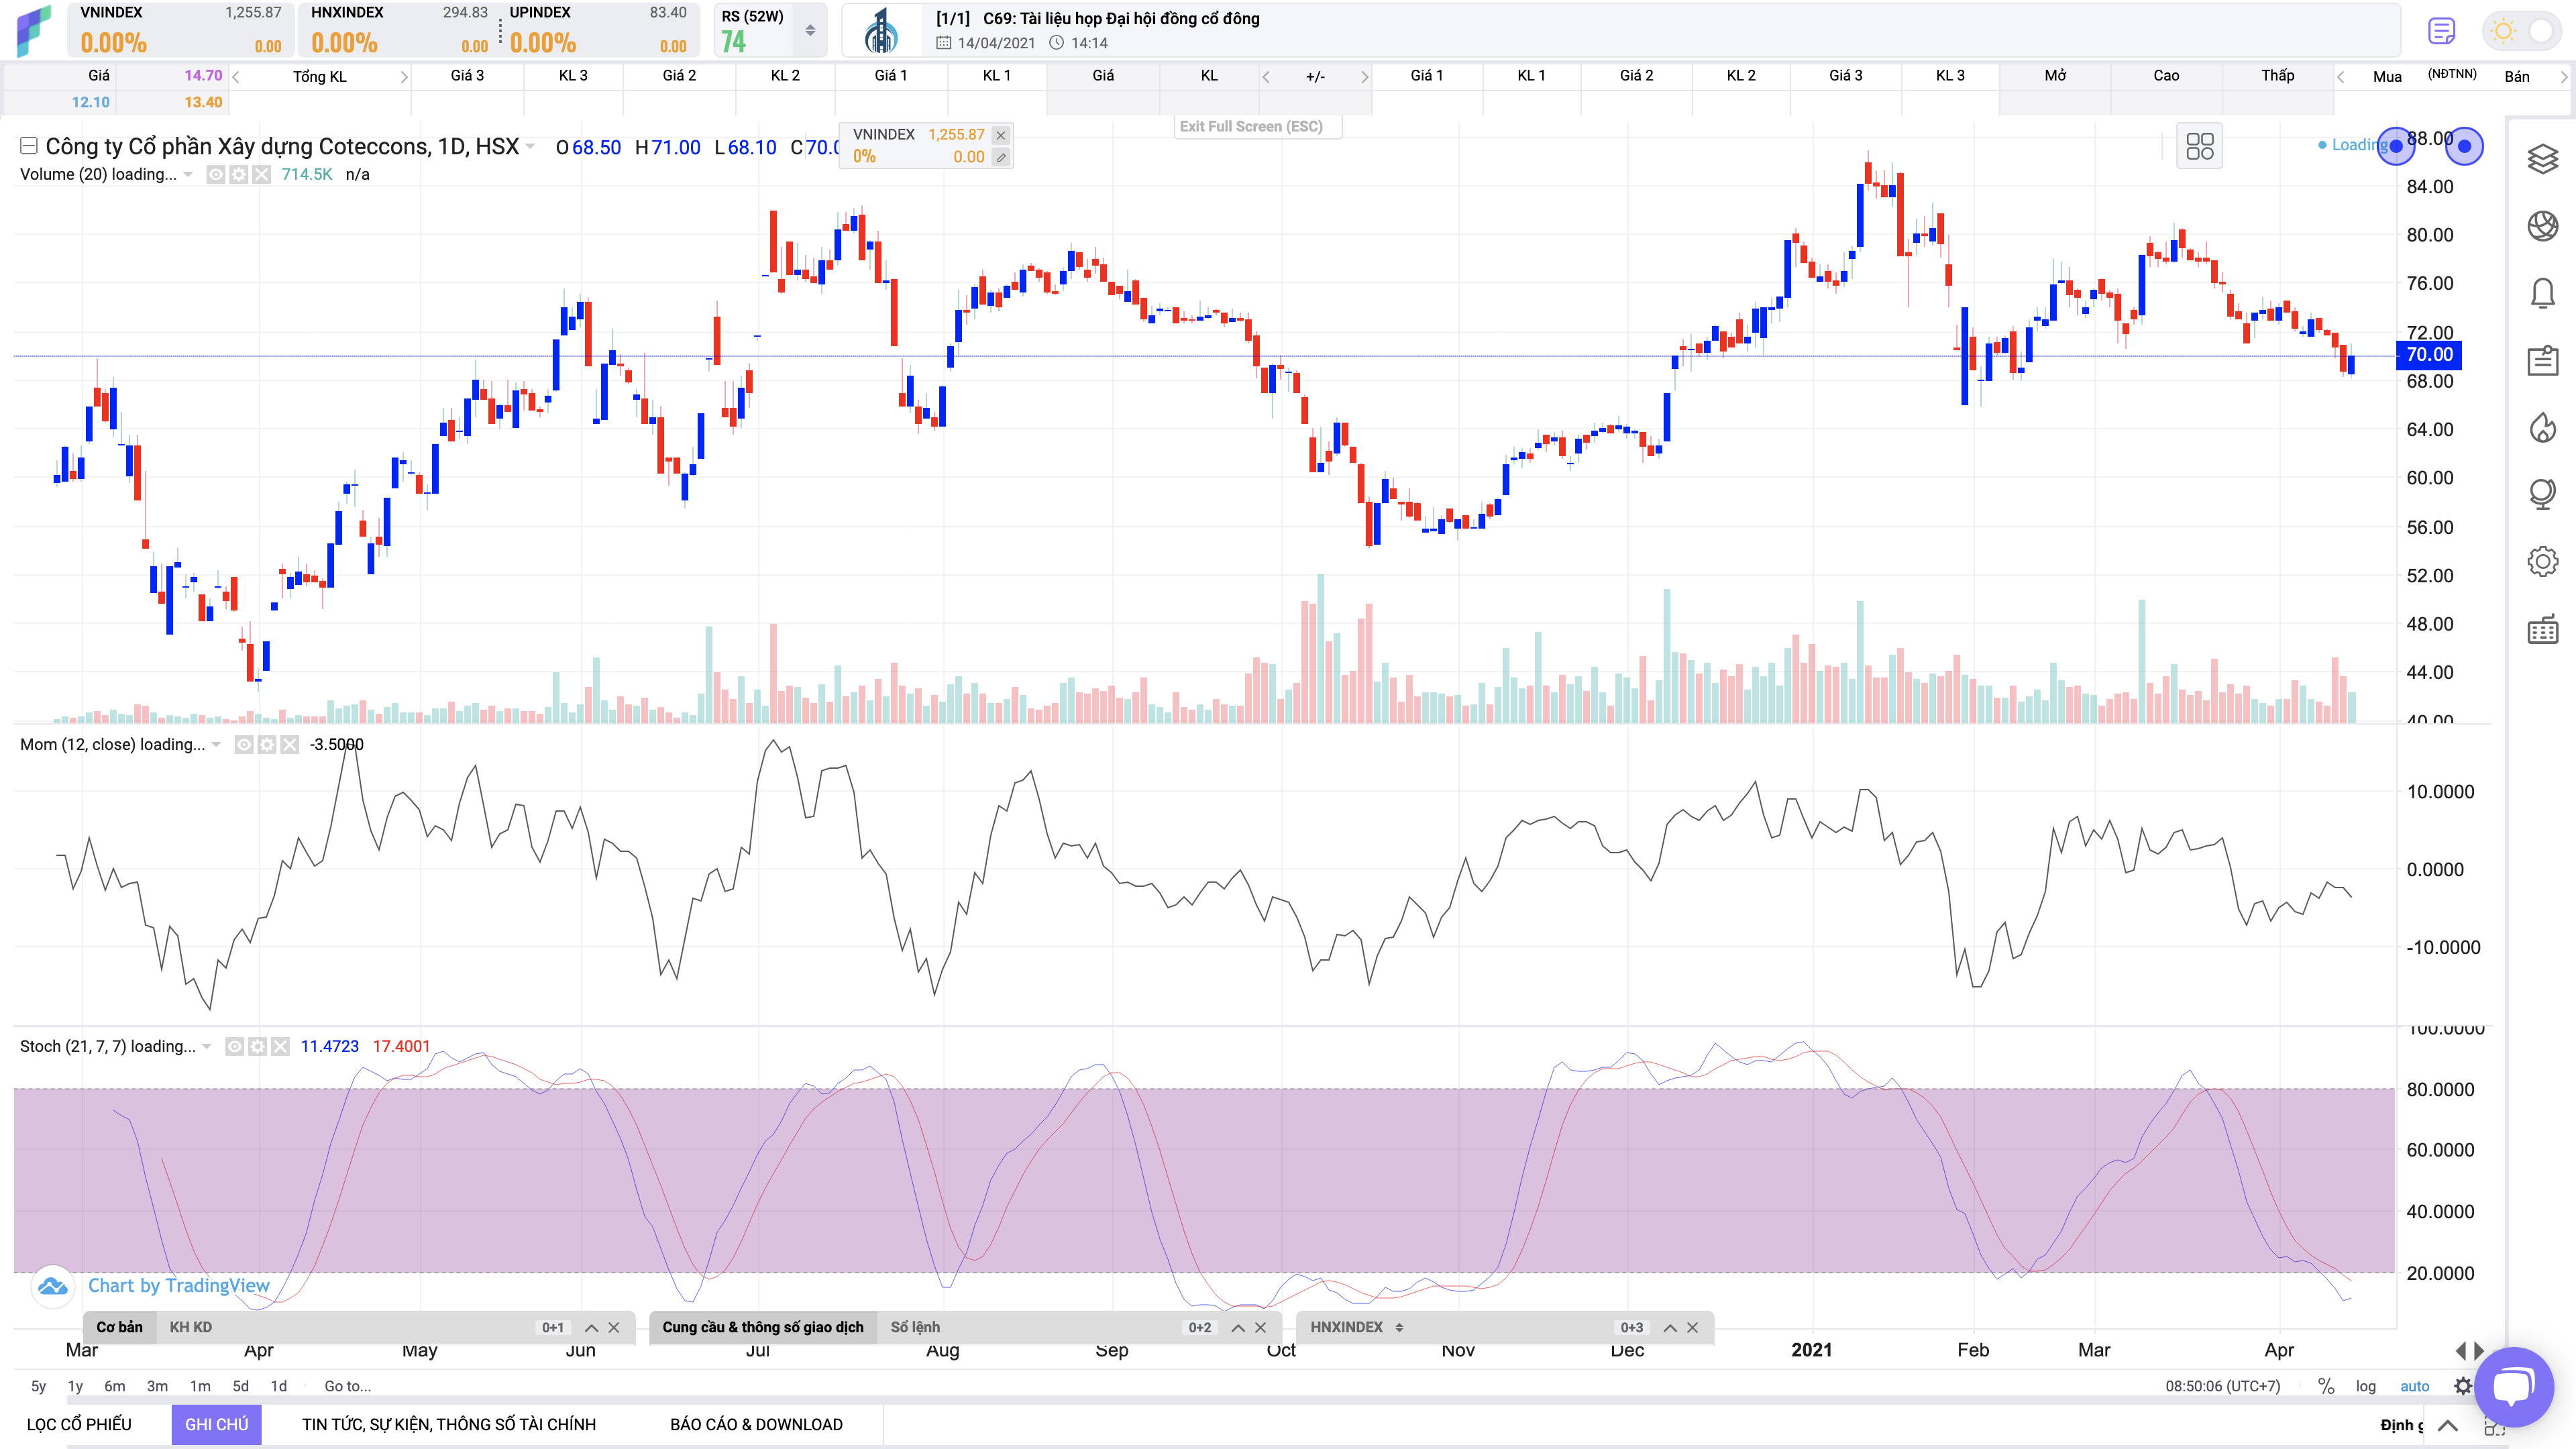 VNINDEX 1,255.87 HNXINDEX 294.83 UPINDEX 83.40
0.00% 0.00 0.00% 0.00 0.00% 0.00
RS (52W)
74
[1/1] C69: Tài liệu họp Đại hội đồng cổ đông
14/04/2021 14:14
Giá 14.70 Tổng KL Giá 3 KL 3 Giá 2 KL 2 Giá 1 KL 1 Giá KL +/- Giá 1 KL 1 Giá 2 KL 2 Giá 3 KL 3 Mở Cao Thấp Mua (NĐTNN) Bán
12.10 13.40
Exit Full Screen (ESC)
VNINDEX 1,255.87
0% 0.00
Công ty Cổ phần Xây dựng Coteccons, 1D, HSX O68.50 H71.00 L68.10 C70.0
Loading
Volume (20) loading... 714.5K n/a
88.00
84.00
80.00
76.00
72.00
70.00
68.00
64.00
60.00
56.00
52.00
48.00
44.00
40.00
Mom (12, close) loading... -3.5000
10.0000
0.0000
-10.0000
Stoch (21, 7, 7) loading... 11.4723 17.4001
100.0000
80.0000
60.0000
40.0000
20.0000
Chart by TradingView
Cơ bản KH KD 0+1 Cung cầu & thông số giao dịch Sổ lệnh 0+2 HNXINDEX 0+3
Mar Apr May Jun Jul Aug Sep Oct Nov Dec 2021 Feb Mar Apr
5y 1y 6m 3m 1m 5d 1d Go to... 08:50:06 (UTC+7) % log auto
LỌC CỔ PHIẾU GHI CHÚ TIN TỨC, SỰ KIỆN, THÔNG SỐ TÀI CHÍNH BÁO CÁO & DOWNLOAD Định g